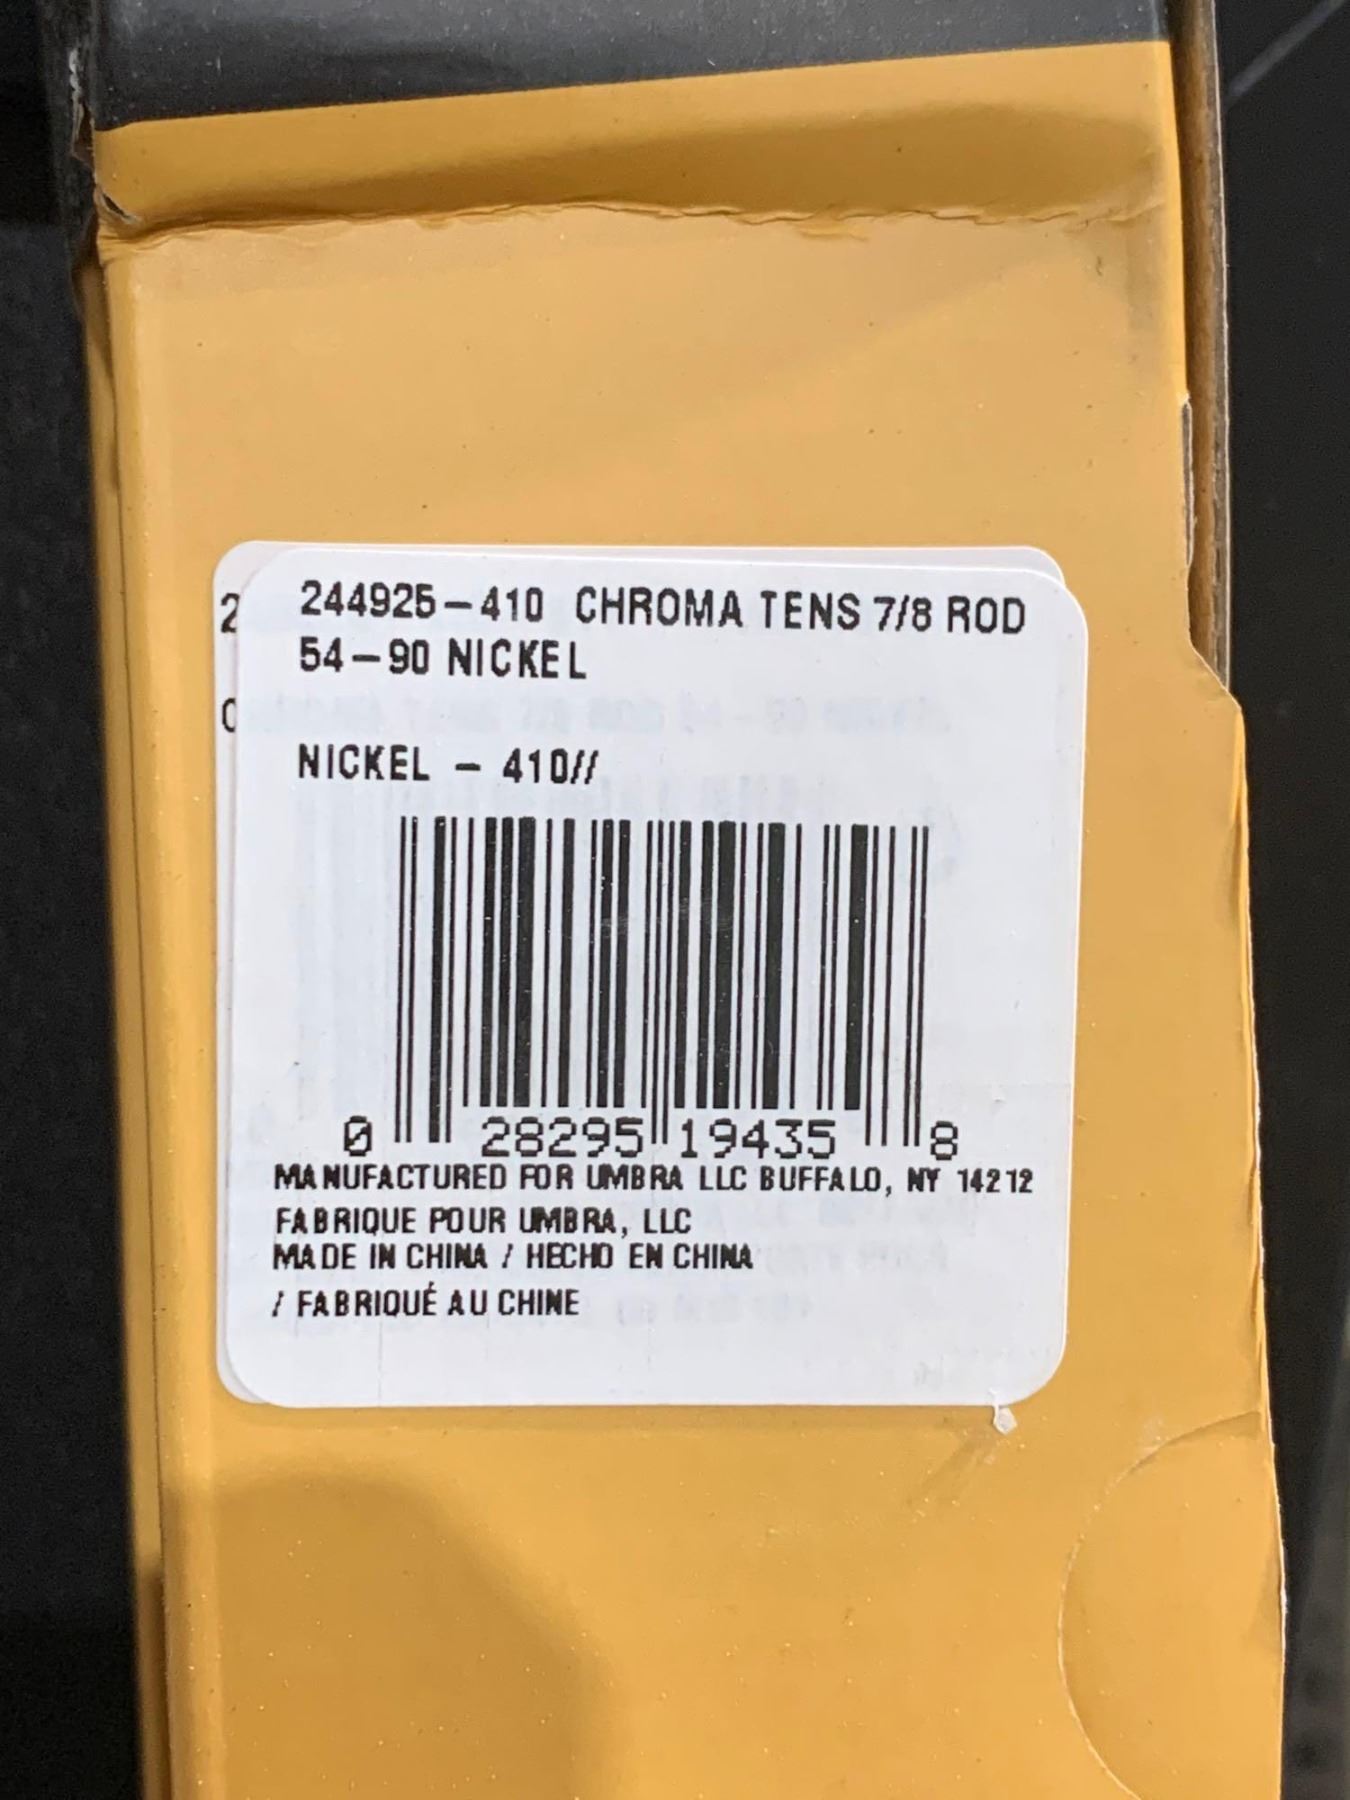 244925-410 CHROMA TENS 7/8 ROD
54-90 NICKEL
NICKEL - 410//
0 28295 19435 8
MANUFACTURED FOR UMBRA LLC BUFFALO, NY 14212
FABRIQUE POUR UMBRA, LLC
MADE IN CHINA / HECHO EN CHINA
/ FABRIQUÉ AU CHINE